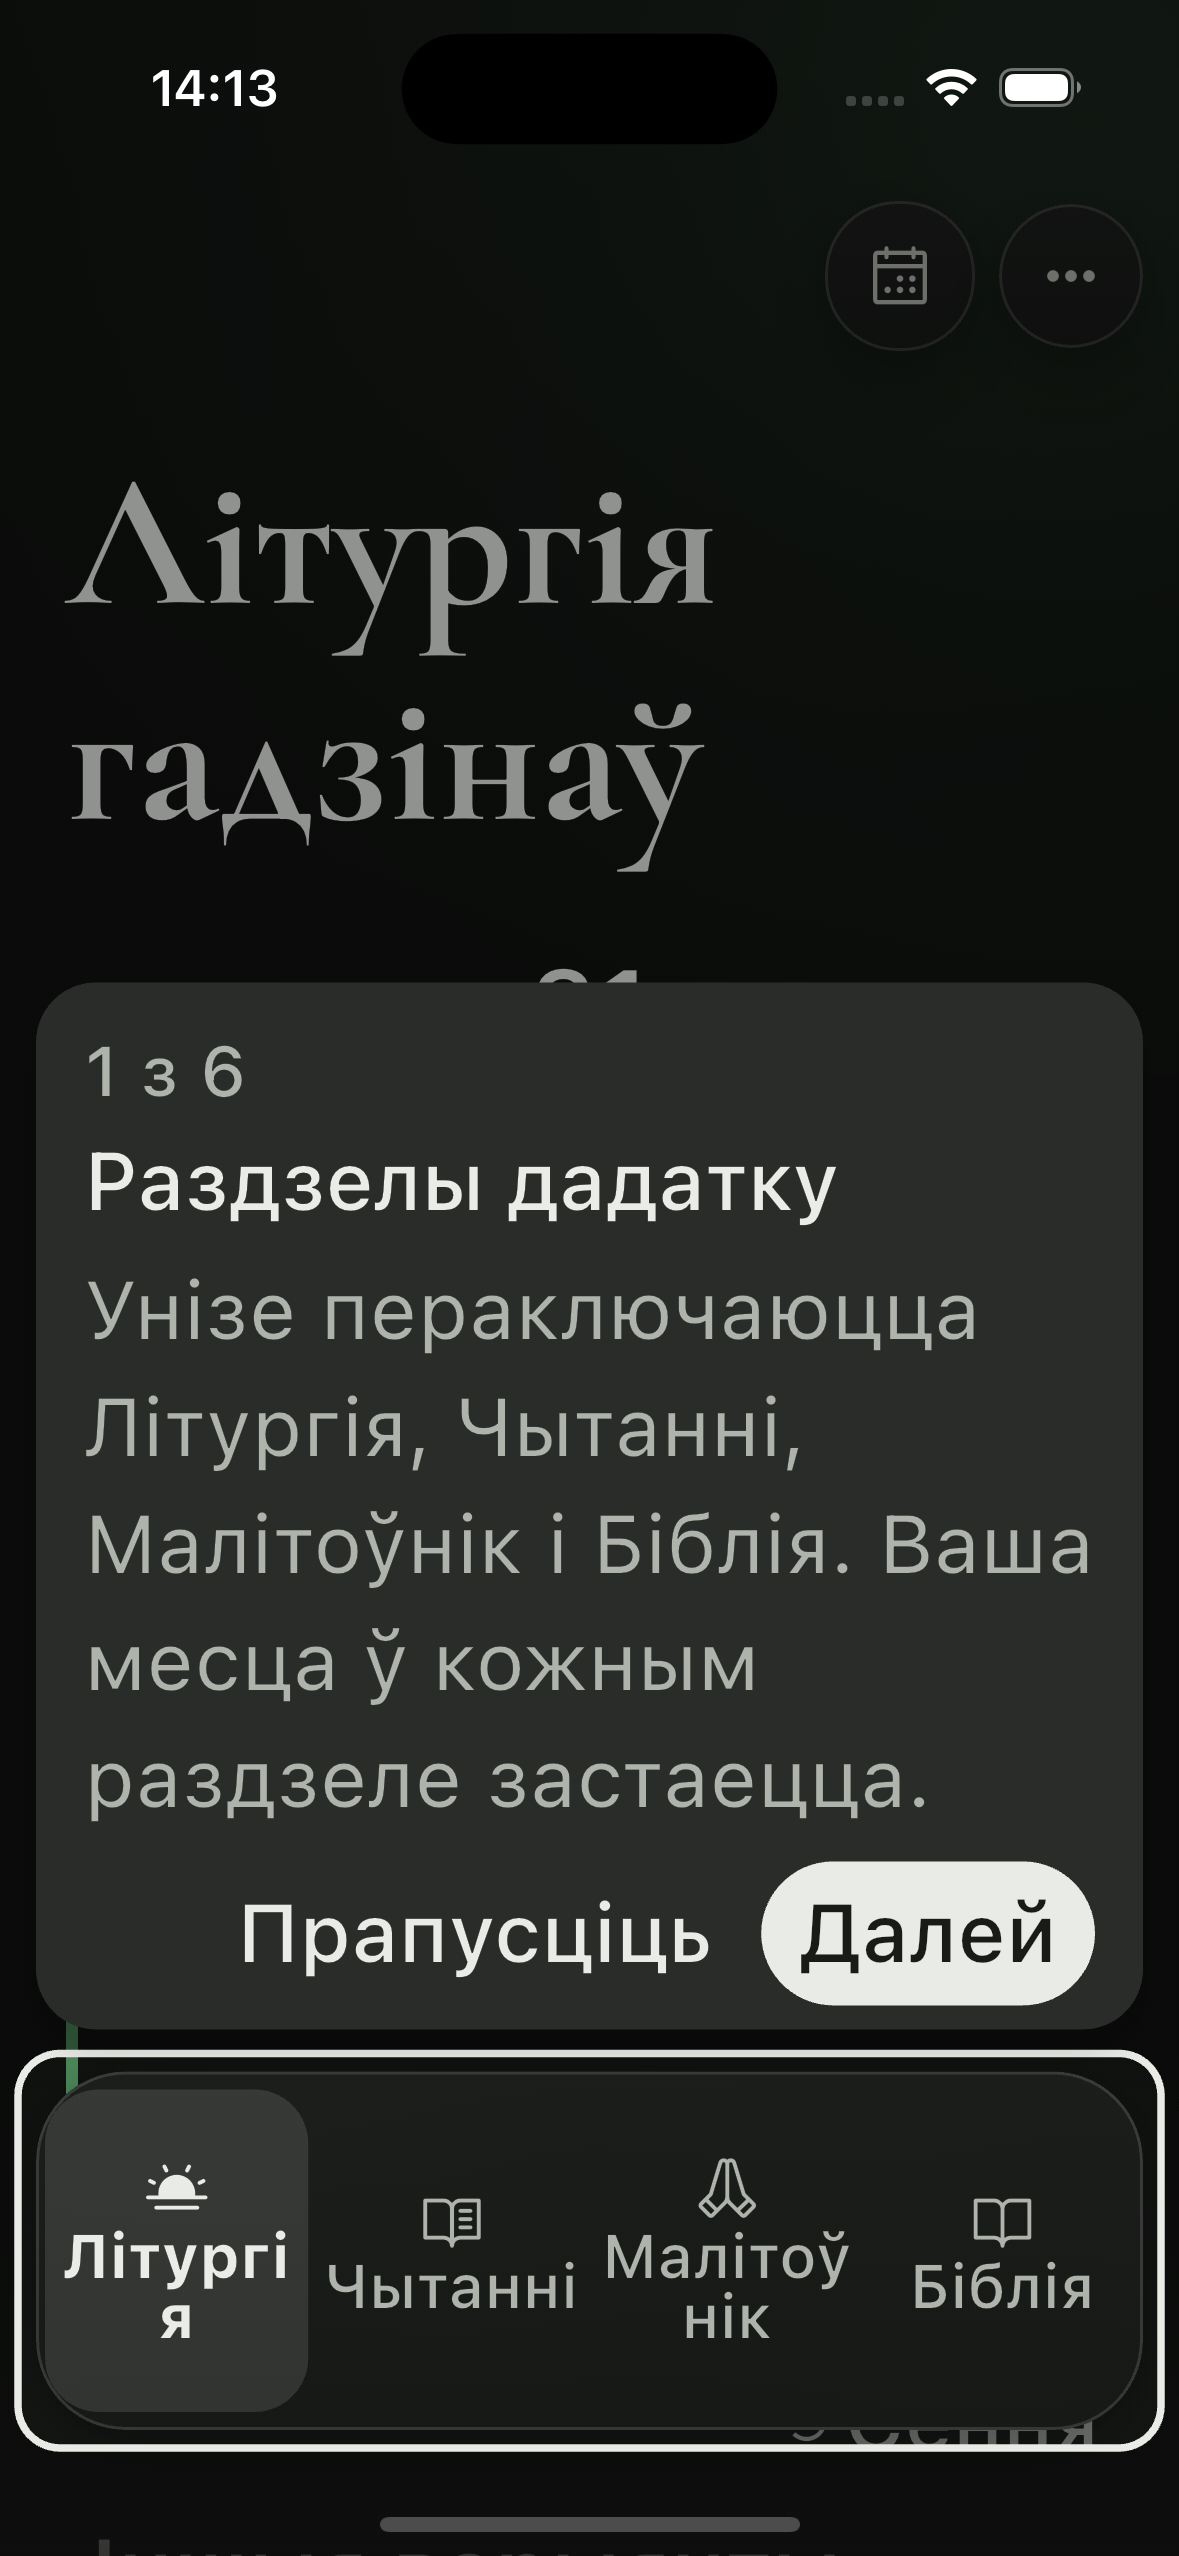 14:13
Літургія
гадзінаў
1 з 6
Раздзелы дадатку
Унізе пераключаюцца
Літургія, Чытанні,
Малітоўнік і Біблія. Ваша
месца ў кожным
раздзеле застаецца.
Прапусціць
Далей
Літургі
я
Чытанні
Малітоў
нік
Біблія